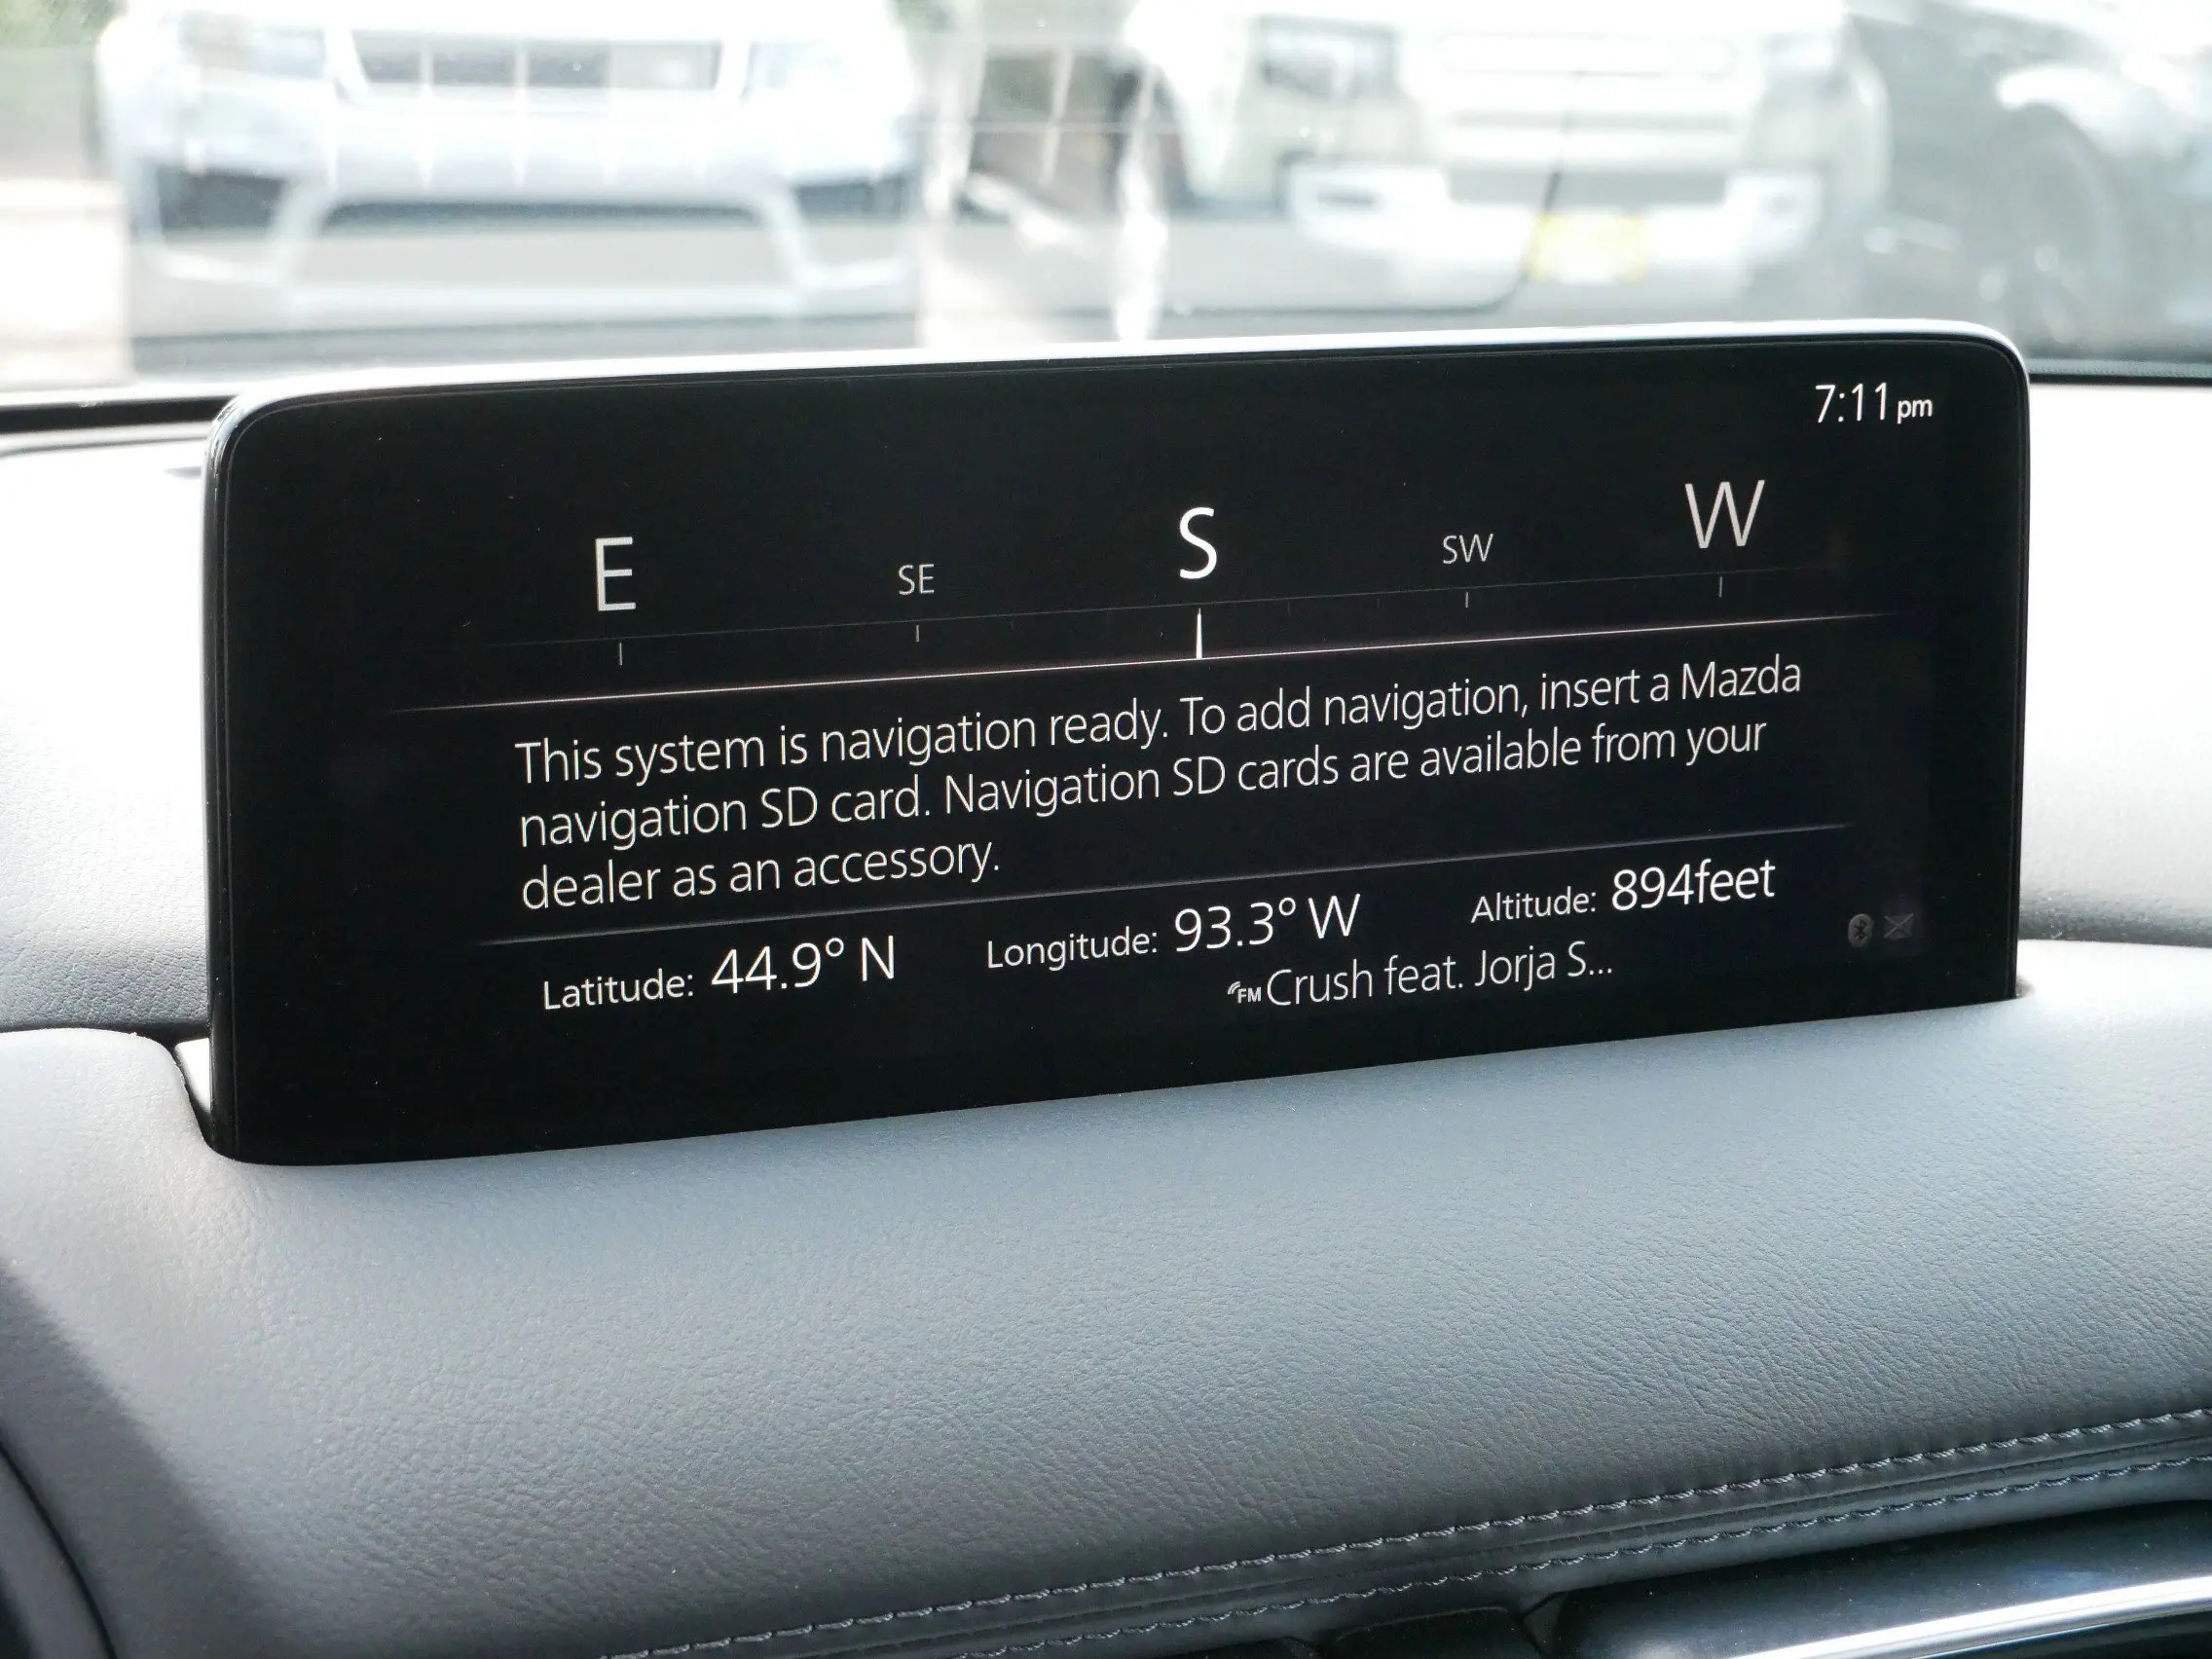 7:11pm
E SE S SW W
This system is navigation ready. To add navigation, insert a Mazda
navigation SD card. Navigation SD cards are available from your
dealer as an accessory.
Latitude: 44.9° N Longitude: 93.3° W Altitude: 894feet
FM Crush feat. Jorja S...